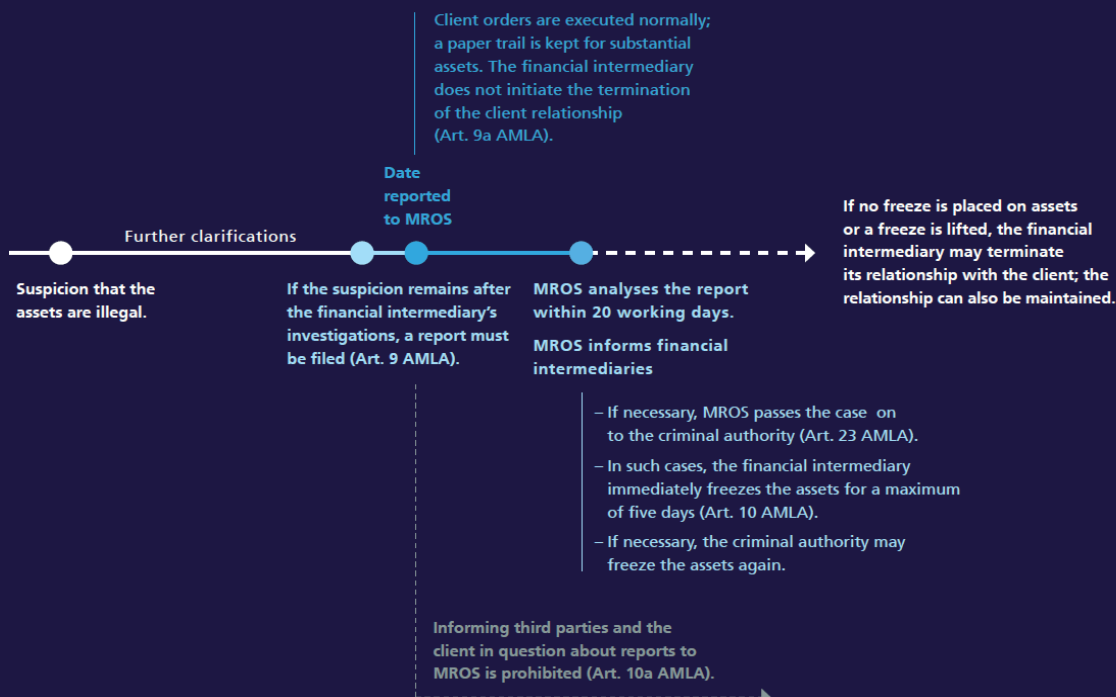 Client orders are executed normally;
a paper trail is kept for substantial
assets. The financial intermediary
does not initiate the termination
of the client relationship
(Art. 9a AMLA).
Date
reported
to MROS
Further clarifications
Suspicion that the
assets are illegal.
If the suspicion remains after
the financial intermediary’s
investigations, a report must
be filed (Art. 9 AMLA).
MROS analyses the report
within 20 working days.
MROS informs financial
intermediaries
If no freeze is placed on assets
or a freeze is lifted, the financial
intermediary may terminate
its relationship with the client; the
relationship can also be maintained.
– If necessary, MROS passes the case on
to the criminal authority (Art. 23 AMLA).
– In such cases, the financial intermediary
immediately freezes the assets for a maximum
of five days (Art. 10 AMLA).
– If necessary, the criminal authority may
freeze the assets again.
Informing third parties and the
client in question about reports to
MROS is prohibited (Art. 10a AMLA).